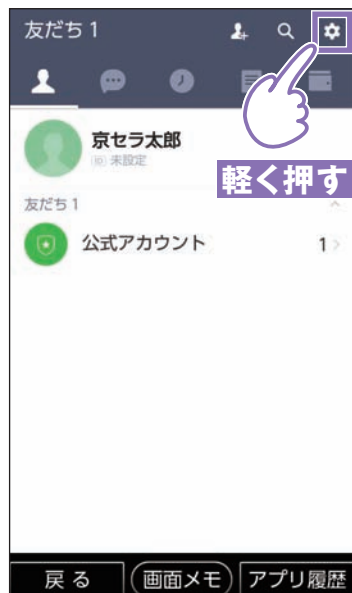 友だち 1
京セラ太郎
ID 未設定
軽く押す
友だち 1
公式アカウント 1
戻る 画面メモ アプリ履歴